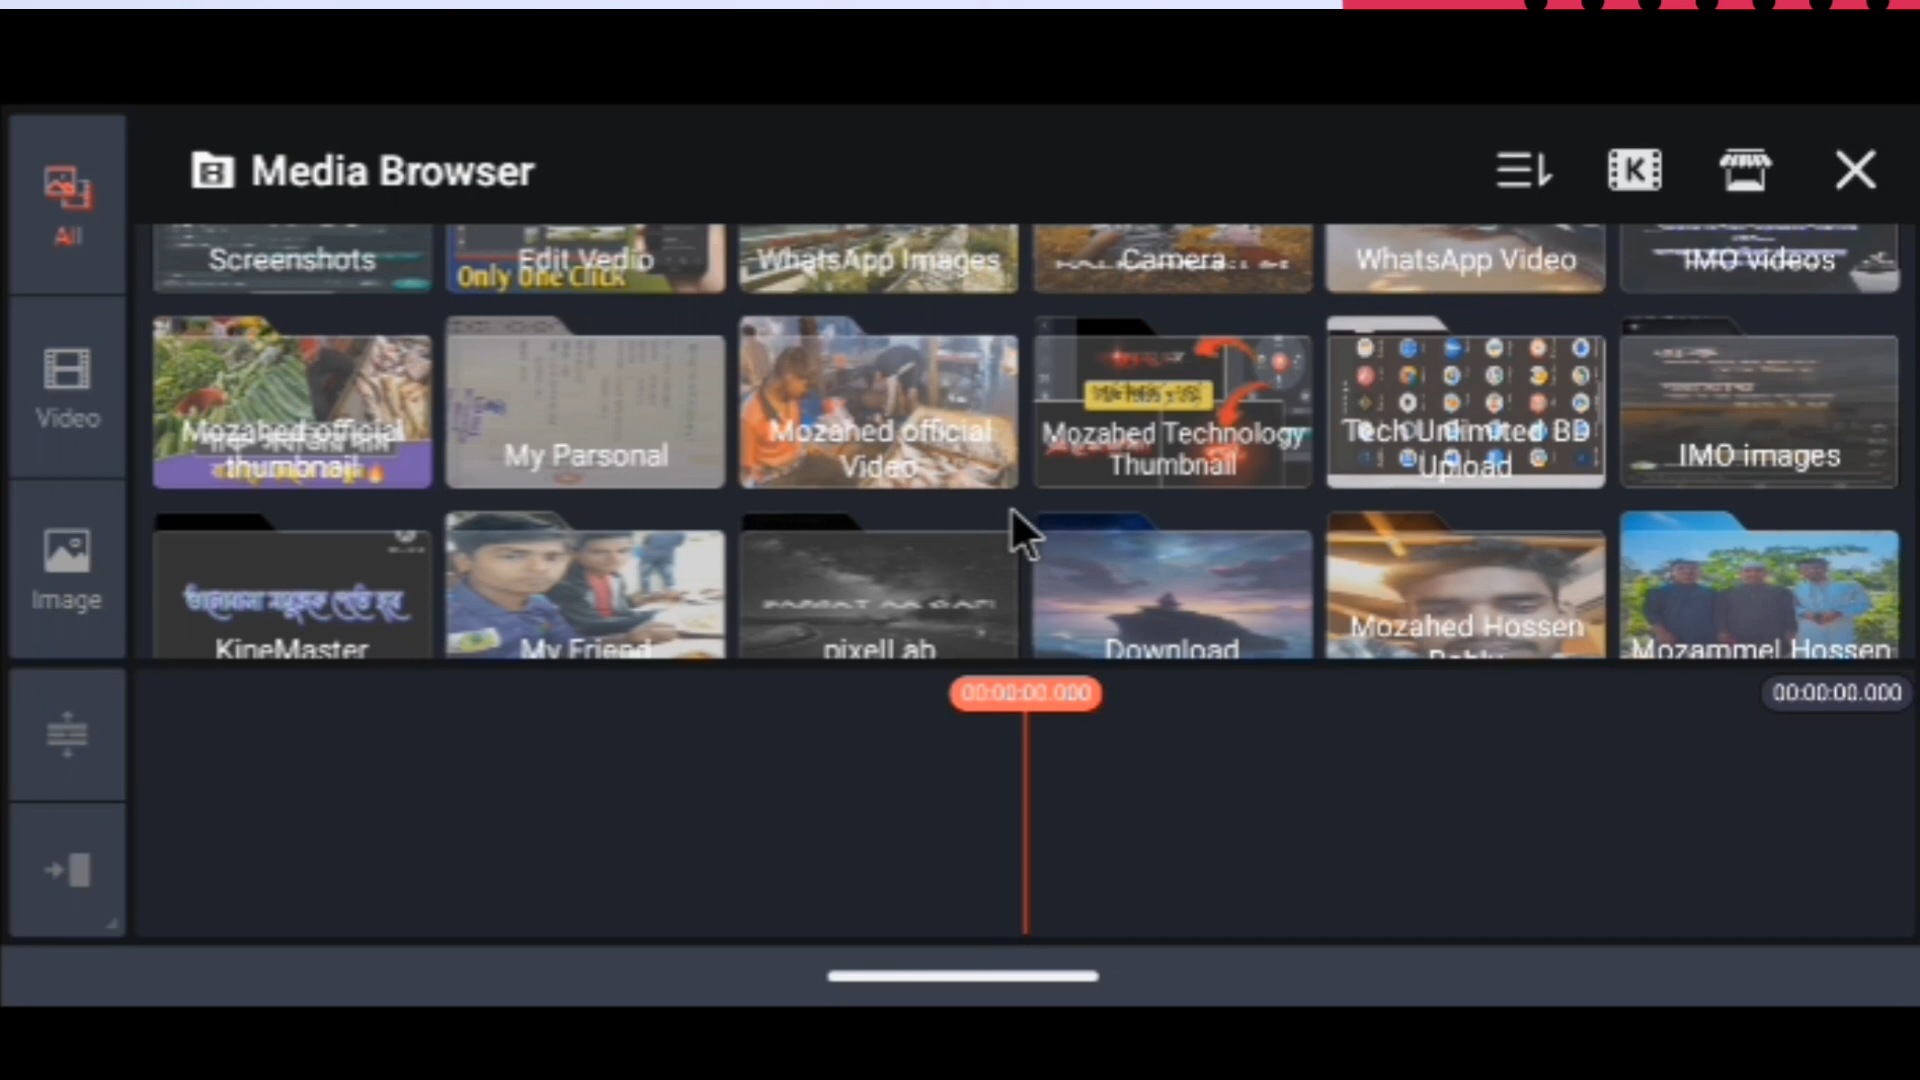 Media Browser
All
Video
Image
Screenshots
Edit Vedio
Only One Click
WhatsApp Images
Camera
WhatsApp Video
IMO videos
Mozahed official
thumbnail
My Parsonal
Mozahed official
Video
Mozahed Technology
Thumbnail
Tech Unlimited BD
Upload
IMO images
KineMaster
My Friend
pixelLab
Download
Mozahed Hossen
Mozammel Hossen
00:00:00.000
00:00:00.000